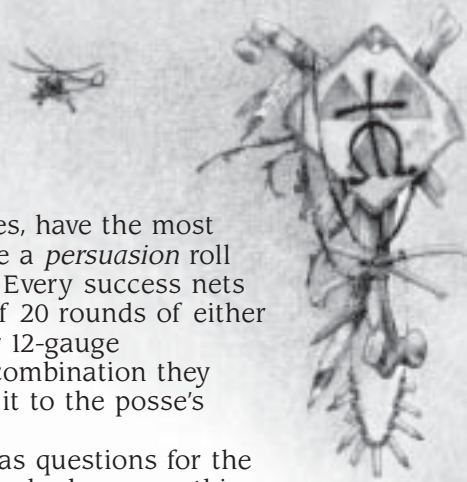 es, have the most
e a persuasion roll
Every success nets
f 20 rounds of either
12-gauge
combination they
it to the posse's
as questions for the